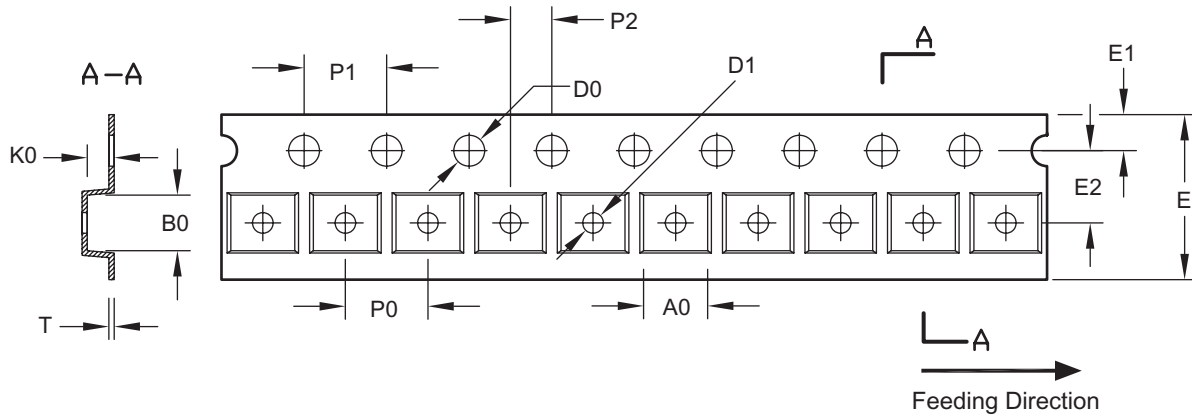 P2
A
E1
P1
D1
A-A
D0
K0
E2
B0
E
P0
A0
T
A
Feeding Direction